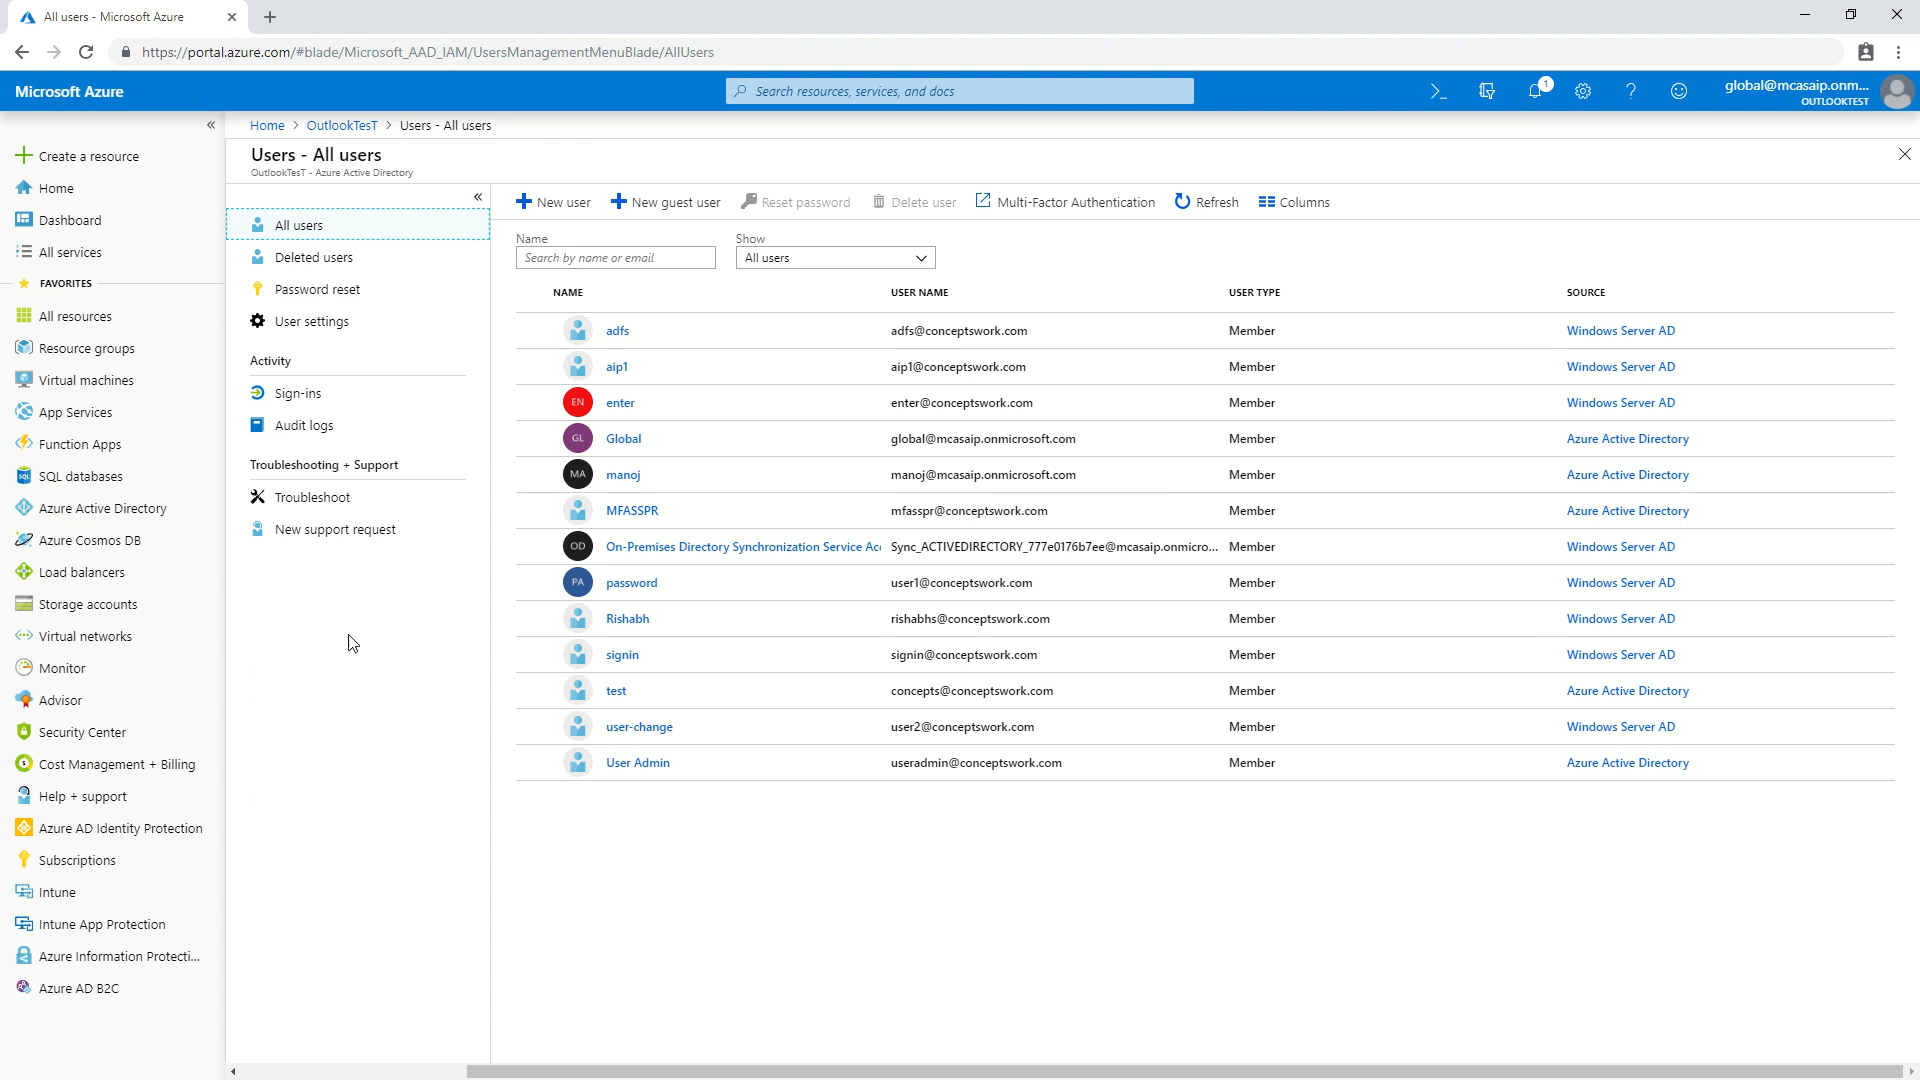 All users - Microsoft Azure
https://portal.azure.com/#blade/Microsoft_AAD_IAM/UsersManagementMenuBlade/AllUsers
Microsoft Azure
Search resources, services, and docs
1
global@mcasaip.onm...
OUTLOOKTEST
Home > OutlookTesT > Users - All users
Users - All users
OutlookTesT - Azure Active Directory
Create a resource
Home
Dashboard
All services
FAVORITES
All resources
Resource groups
Virtual machines
App Services
Function Apps
SQL databases
Azure Active Directory
Azure Cosmos DB
Load balancers
Storage accounts
Virtual networks
Monitor
Advisor
Security Center
Cost Management + Billing
Help + support
Azure AD Identity Protection
Subscriptions
Intune
Intune App Protection
Azure Information Protecti...
Azure AD B2C
All users
Deleted users
Password reset
User settings
Activity
Sign-ins
Audit logs
Troubleshooting + Support
Troubleshoot
New support request
New user New guest user Reset password Delete user Multi-Factor Authentication Refresh Columns
Name Show
Search by name or email All users
NAME USER NAME USER TYPE SOURCE
adfs adfs@conceptswork.com Member Windows Server AD
aip1 aip1@conceptswork.com Member Windows Server AD
EN enter enter@conceptswork.com Member Windows Server AD
GL Global global@mcasaip.onmicrosoft.com Member Azure Active Directory
MA manoj manoj@mcasaip.onmicrosoft.com Member Azure Active Directory
MFASSPR mfasspr@conceptswork.com Member Azure Active Directory
OD On-Premises Directory Synchronization Service Acc Sync_ACTIVEDIRECTORY_777e0176b7ee@mcasaip.onmicro... Member Windows Server AD
PA password user1@conceptswork.com Member Windows Server AD
Rishabh rishabhs@conceptswork.com Member Windows Server AD
signin signin@conceptswork.com Member Windows Server AD
test concepts@conceptswork.com Member Azure Active Directory
user-change user2@conceptswork.com Member Windows Server AD
User Admin useradmin@conceptswork.com Member Azure Active Directory